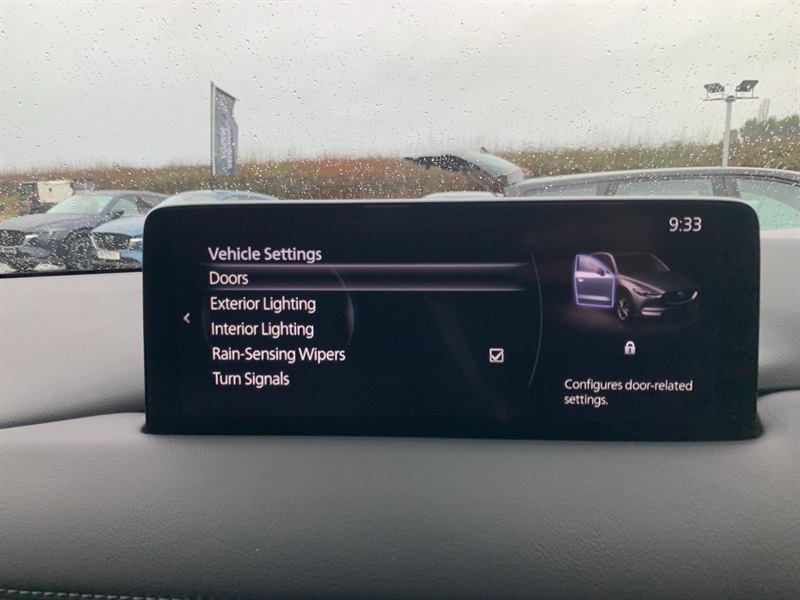 9:33
Vehicle Settings
Doors
Exterior Lighting
Interior Lighting
Rain-Sensing Wipers
Turn Signals
Configures door-related
settings.